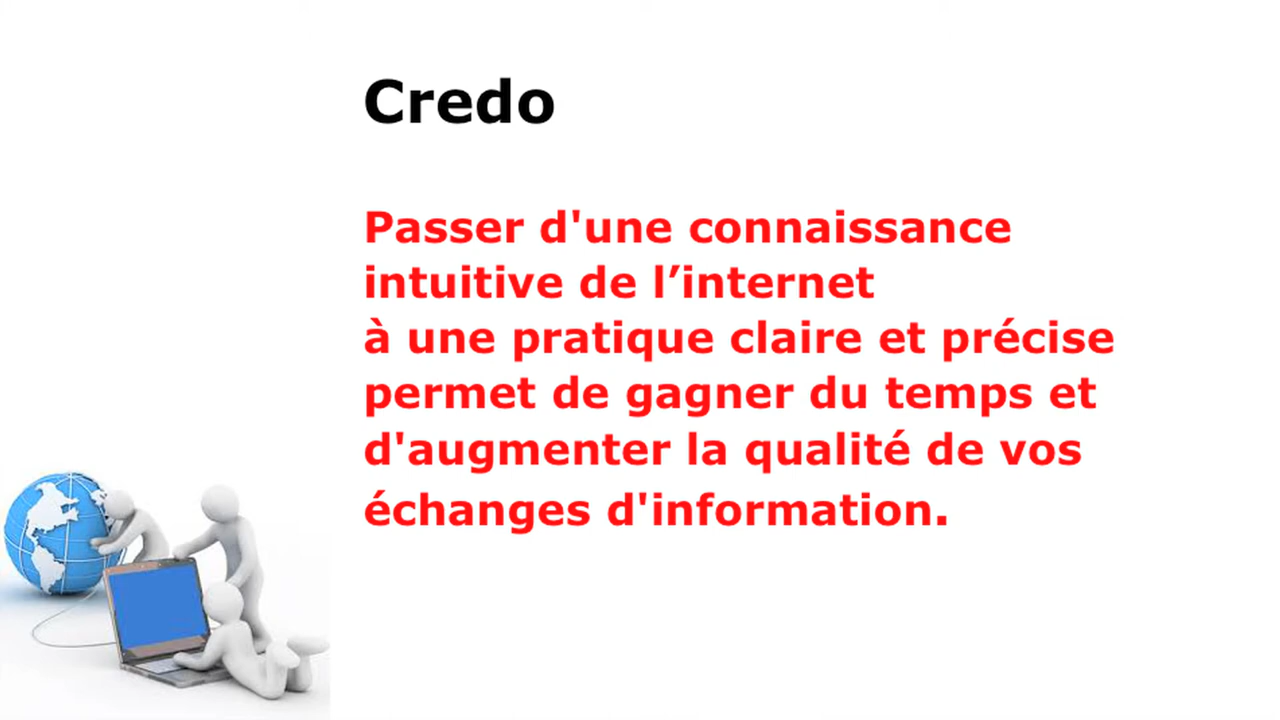 Credo
Passer d'une connaissance
intuitive de l’internet
à une pratique claire et précise
permet de gagner du temps et
d'augmenter la qualité de vos
échanges d'information.